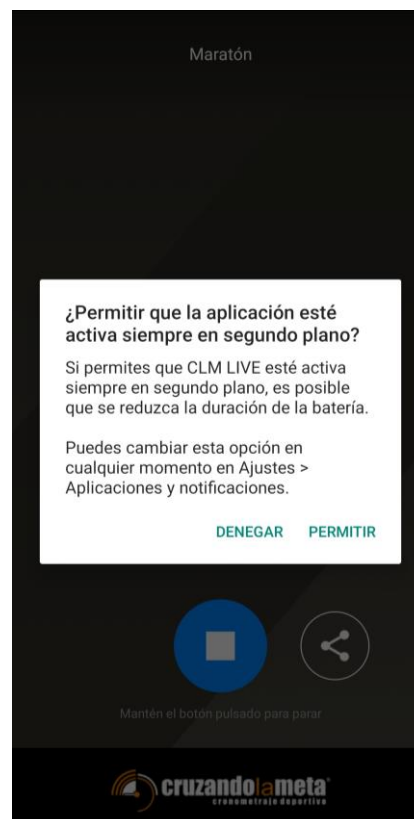 Maratón
¿Permitir que la aplicación esté
activa siempre en segundo plano?
Si permites que CLM LIVE esté activa
siempre en segundo plano, es posible
que se reduzca la duración de la batería.
Puedes cambiar esta opción en
cualquier momento en Ajustes >
Aplicaciones y notificaciones.
DENEGAR PERMITIR
Mantén el botón pulsado para parar
cruzandolameta
cronometraje deportivo